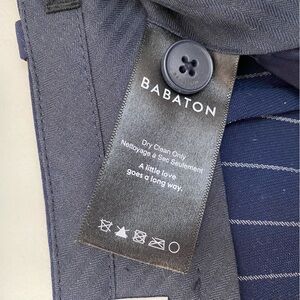 BABATON
Dry Clean Only
Nettoyage à Sec Seulement
A little love
goes a long way.